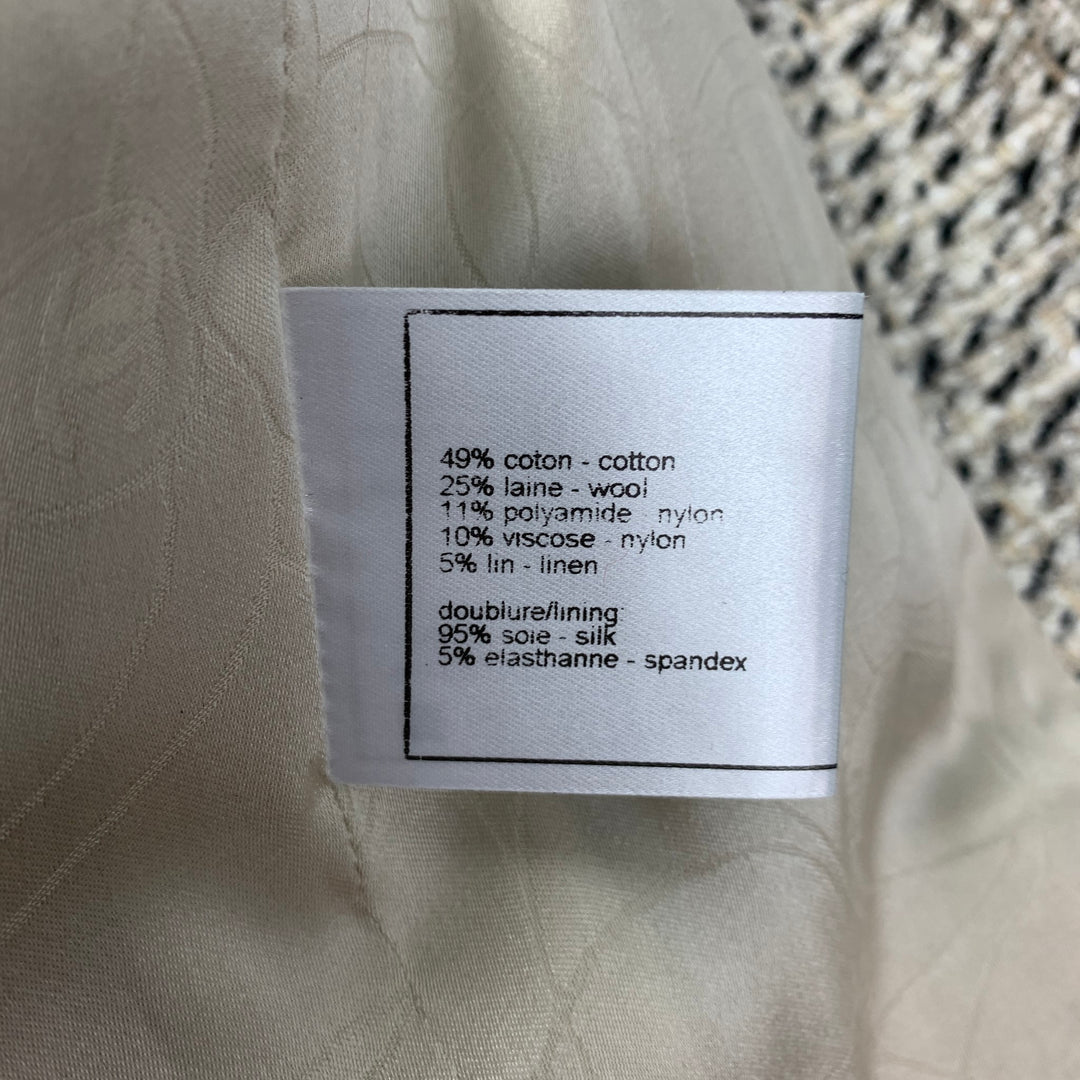 49% coton - cotton
25% laine - wool
11% polyamide - nylon
10% viscose - nylon
5% lin - linen
doublure/lining
95% soie - silk
5% elasthanne - spandex